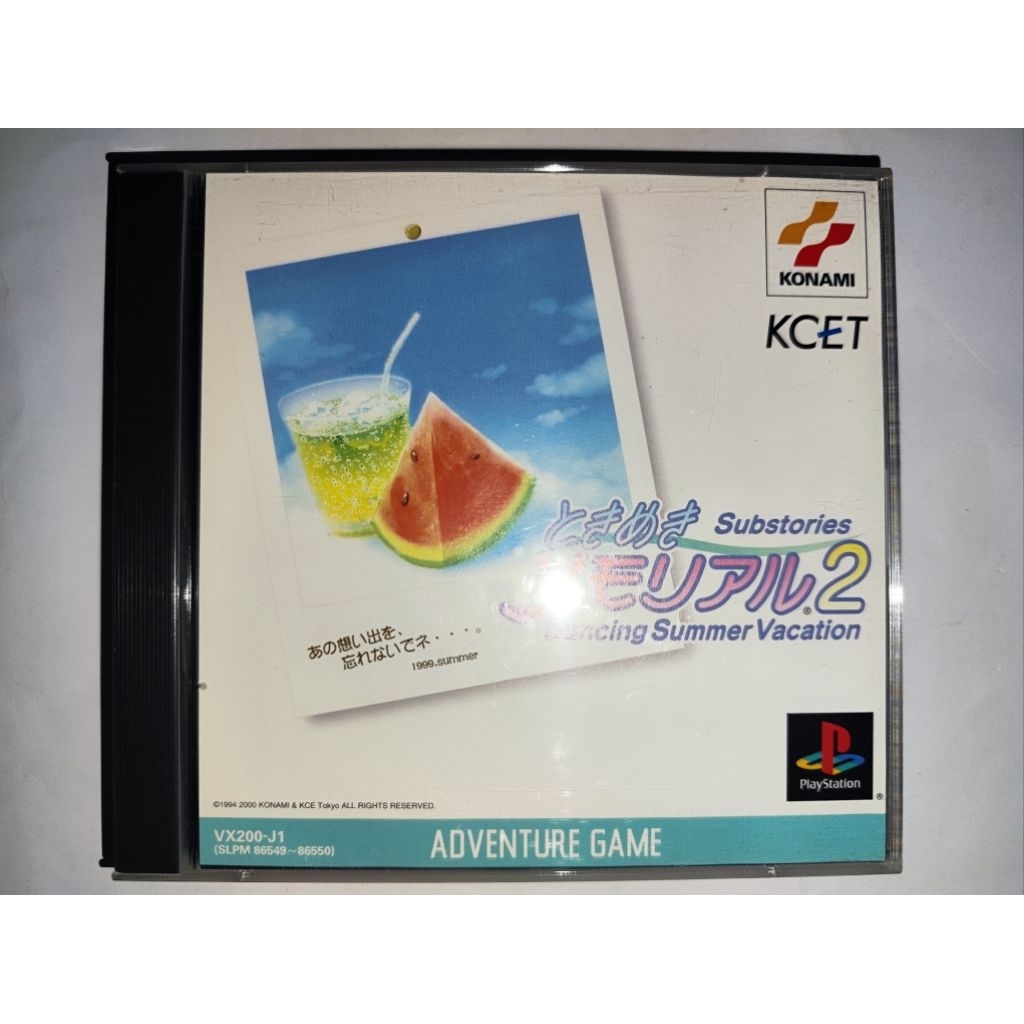 KONAMI
KCET
ときめき Substories
メモリアル®2
Dancing Summer Vacation
あの想い出を、
忘れないでネ・・・。
1999.summer
PlayStation®
©1994 2000 KONAMI & KCE Tokyo ALL RIGHTS RESERVED.
VX200-J1
(SLPM 86549~86550)
ADVENTURE GAME